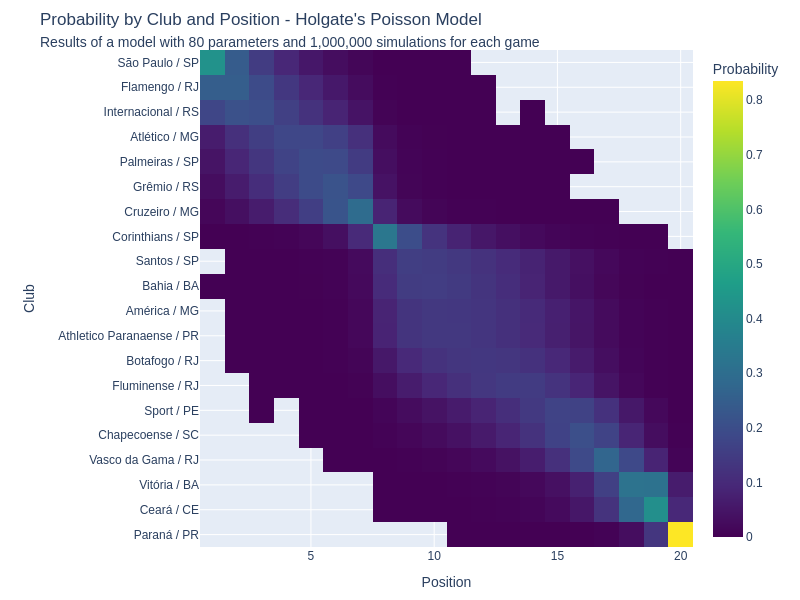 Probability by Club and Position - Holgate's Poisson Model
Results of a model with 80 parameters and 1,000,000 simulations for each game
Probability
São Paulo / SP
Flamengo / RJ
Internacional / RS
Atlético / MG
Palmeiras / SP
Grêmio / RS
Cruzeiro / MG
Corinthians / SP
Santos / SP
Bahia / BA
América / MG
Athletico Paranaense / PR
Botafogo / RJ
Fluminense / RJ
Sport / PE
Chapecoense / SC
Vasco da Gama / RJ
Vitória / BA
Ceará / CE
Paraná / PR
Club
5
10
15
20
Position
0.8
0.7
0.6
0.5
0.4
0.3
0.2
0.1
0